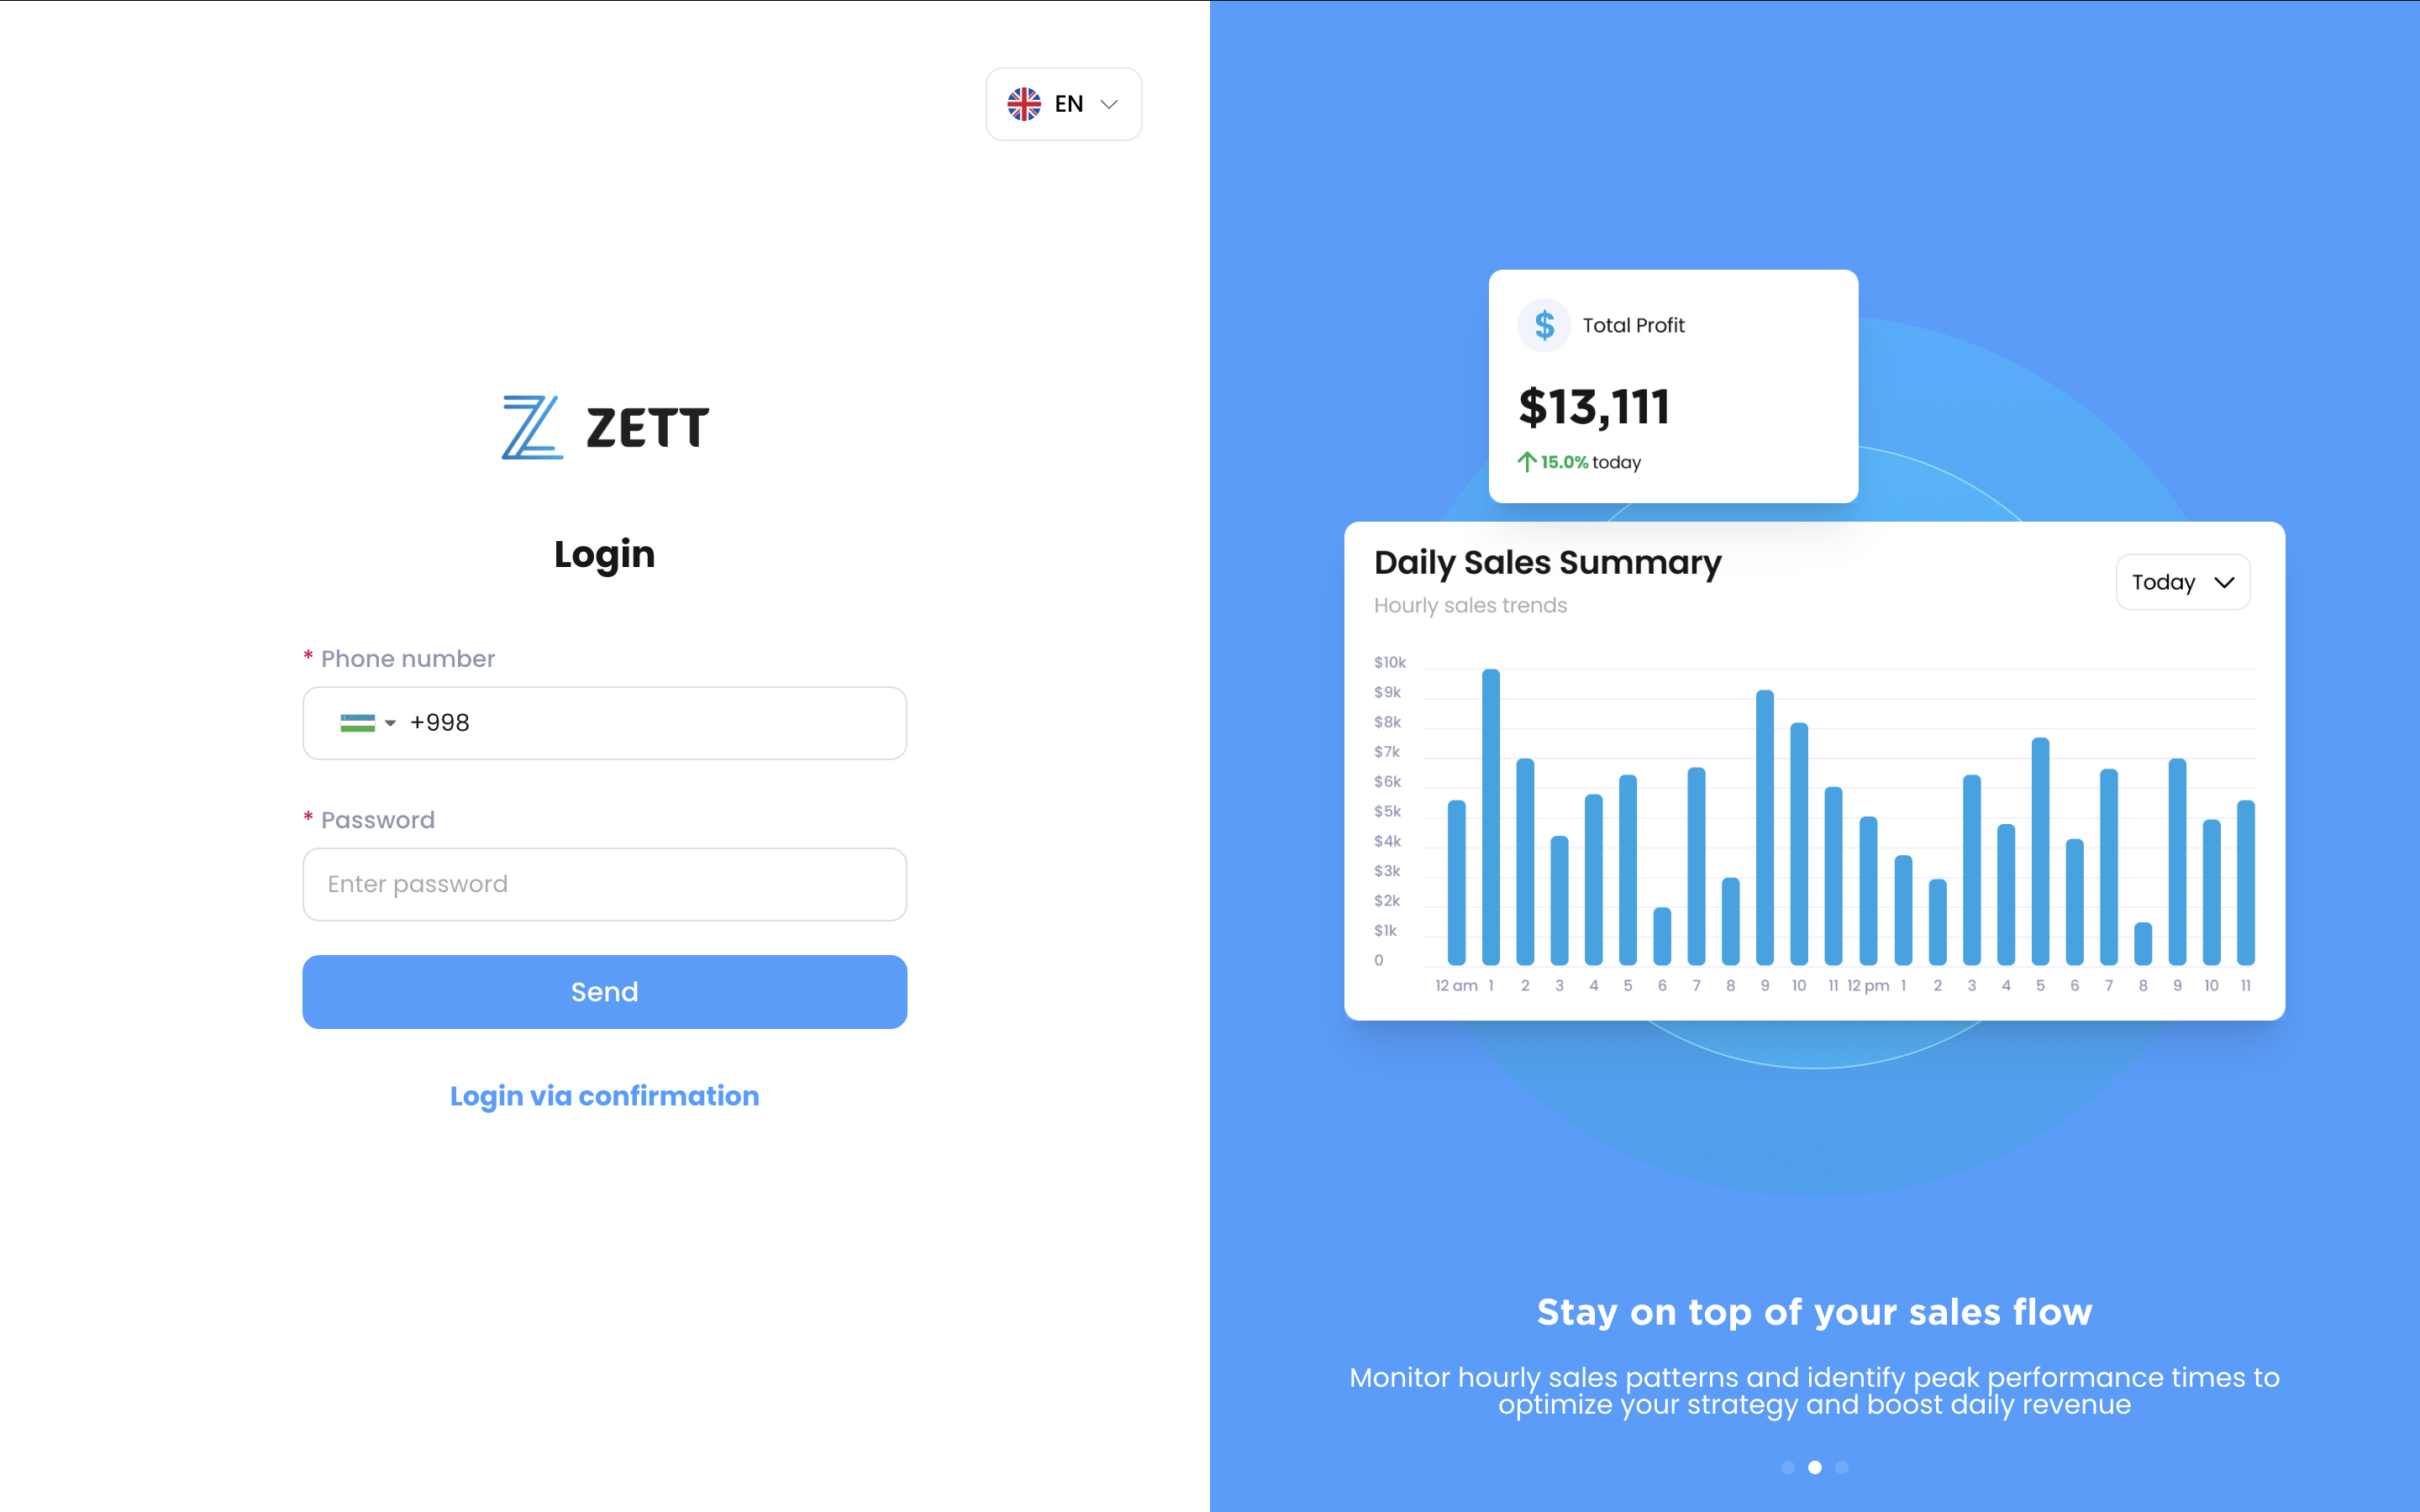 EN
ZETT
Login
* Phone number
+998
* Password
Enter password
Send
Login via confirmation
$ Total Profit
$13,111
15.0% today
Daily Sales Summary
Today
Hourly sales trends
$10k
$9k
$8k
$7k
$6k
$5k
$4k
$3k
$2k
$1k
0
12 am 1 2 3 4 5 6 7 8 9 10 11 12 pm 1 2 3 4 5 6 7 8 9 10 11
Stay on top of your sales flow
Monitor hourly sales patterns and identify peak performance times to
optimize your strategy and boost daily revenue